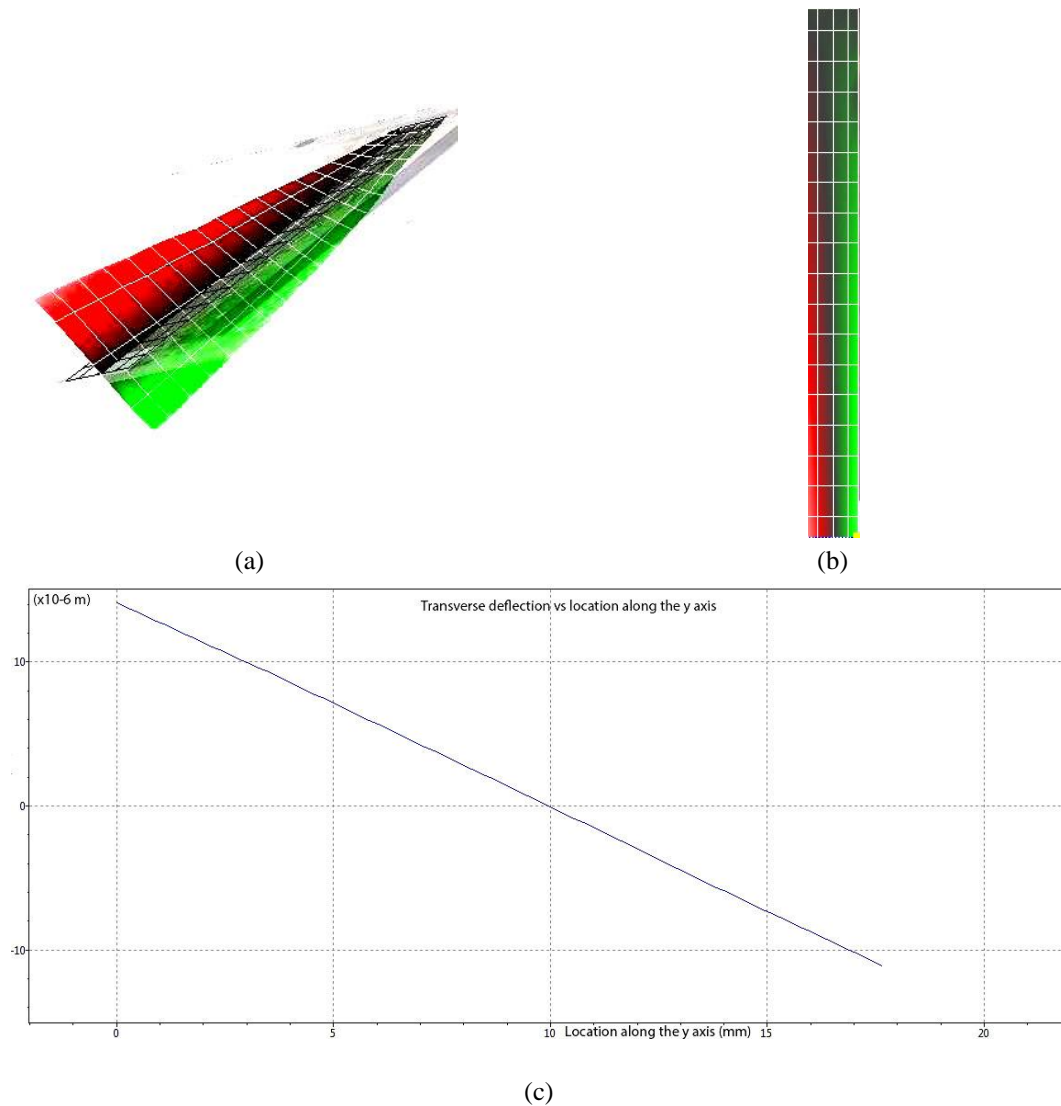 (a)
(b)
(x10-6 m)
Transverse deflection vs location along the y axis
10
0
-10
0
5
10
15
20
Location along the y axis (mm)
(c)